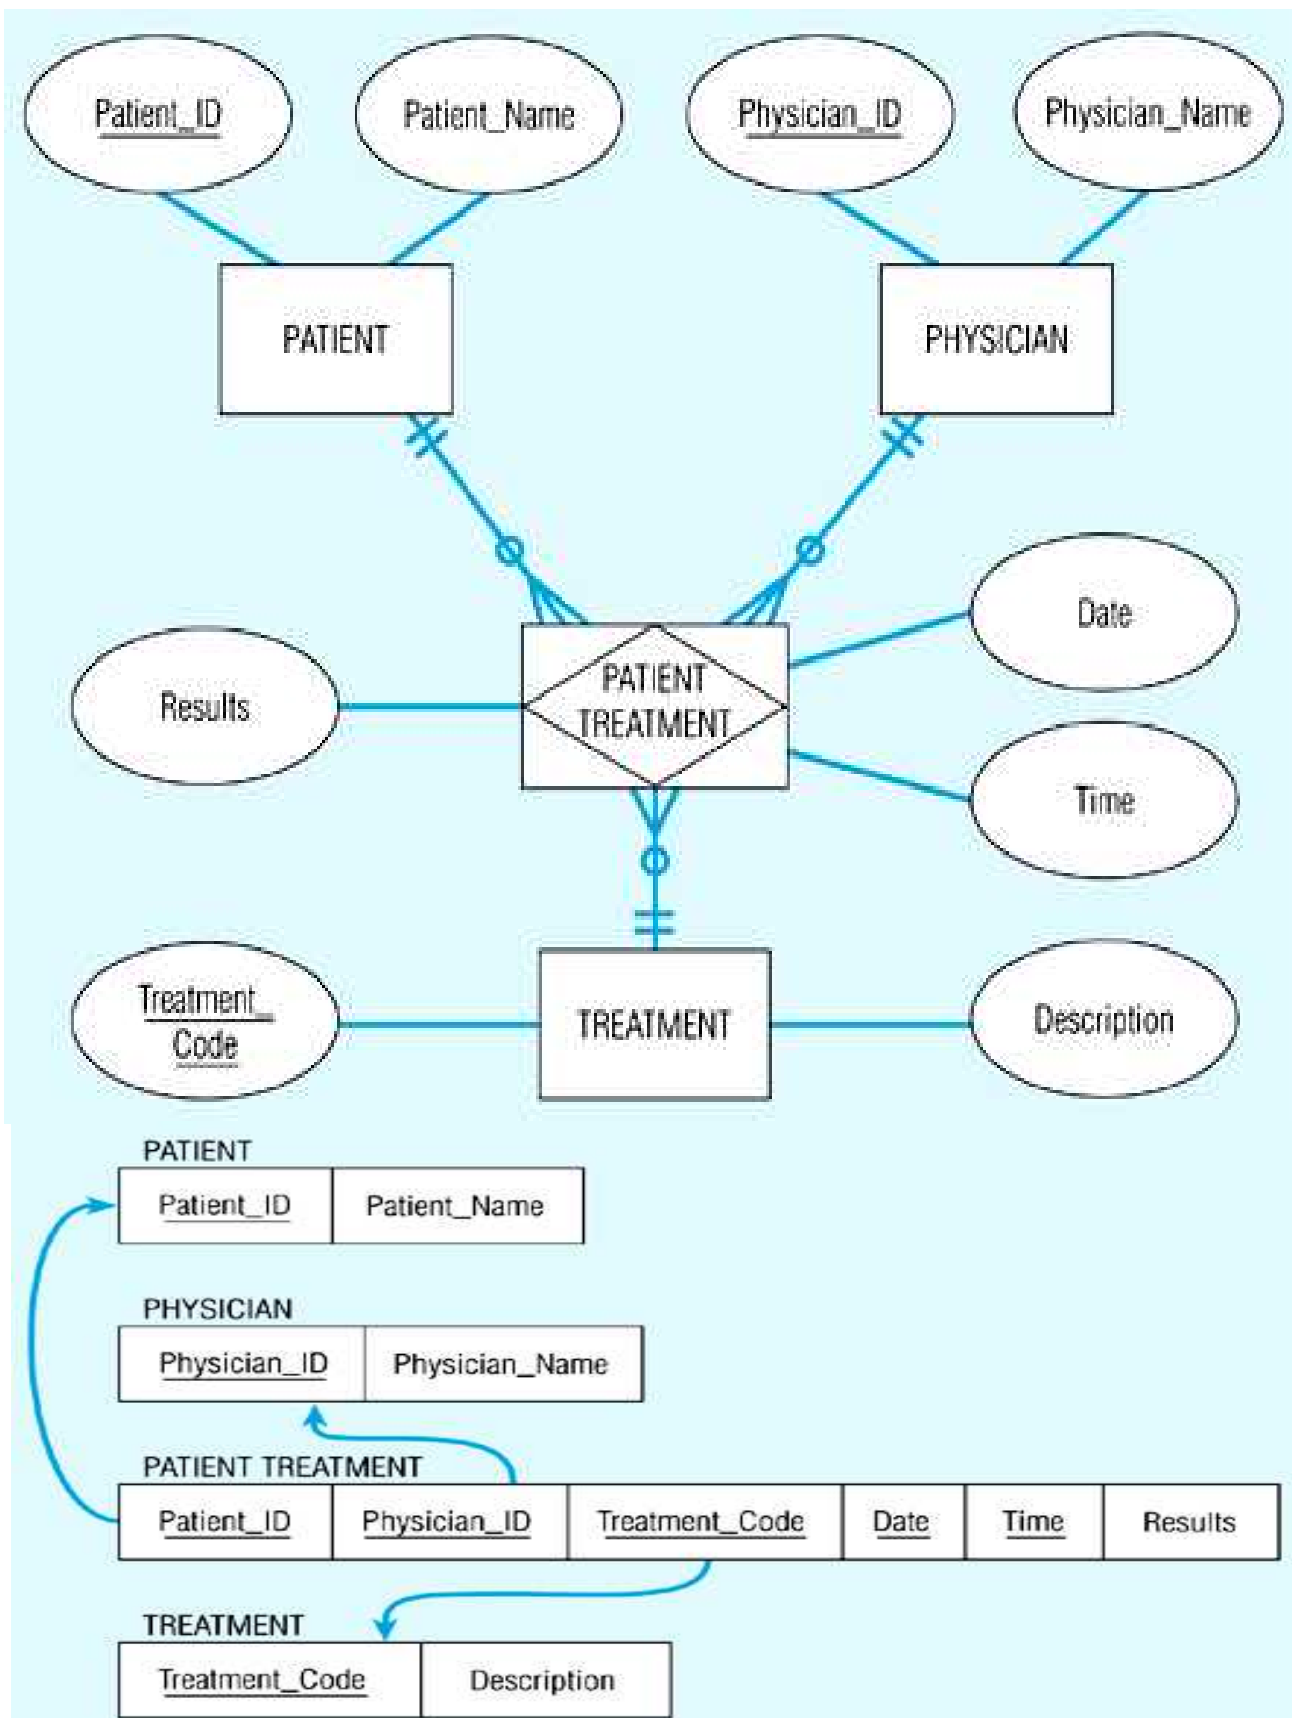 Patient_ID
Patient_Name
Physician_ID
Physician_Name
PATIENT
PHYSICIAN
Date
Results
PATIENT
TREATMENT
Time
Treatment_
Code
TREATMENT
Description
PATIENT
Patient_ID
Patient_Name
PHYSICIAN
Physician_ID
Physician_Name
PATIENT TREATMENT
Patient_ID
Physician_ID
Treatment_Code
Date
Time
Results
TREATMENT
Treatment_Code
Description